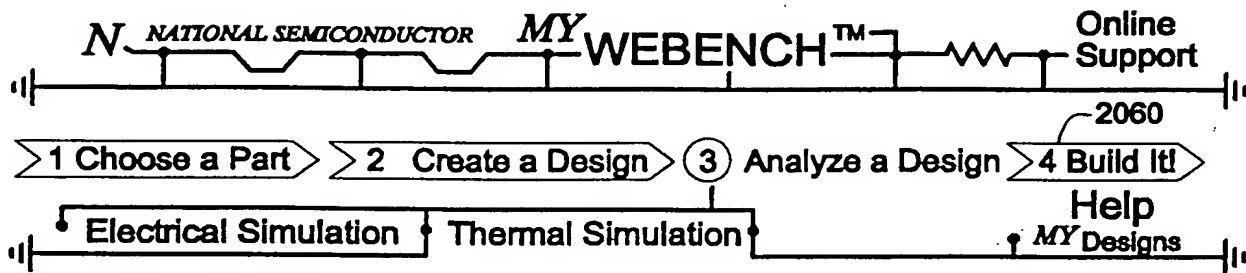 N NATIONAL SEMICONDUCTOR MY WEBENCH™ Online Support
2060
1 Choose a Part 2 Create a Design 3 Analyze a Design 4 Build It!
Electrical Simulation Thermal Simulation Help
MY Designs